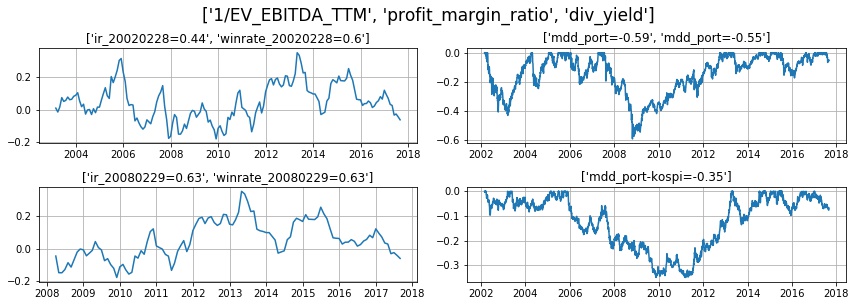 ['1/EV_EBITDA_TTM', 'profit_margin_ratio', 'div_yield']
['ir_20020228=0.44', 'winrate_20020228=0.6']
0.2
0.0
−0.2
2004 2006 2008 2010 2012 2014 2016 2018
['mdd_port=-0.59', 'mdd_port=-0.55']
0.0
−0.2
−0.4
−0.6
2002 2004 2006 2008 2010 2012 2014 2016 2018
['ir_20080229=0.63', 'winrate_20080229=0.63']
0.2
0.0
−0.2
2008 2009 2010 2011 2012 2013 2014 2015 2016 2017 2018
['mdd_port-kospi=-0.35']
0.0
−0.1
−0.2
−0.3
2002 2004 2006 2008 2010 2012 2014 2016 2018